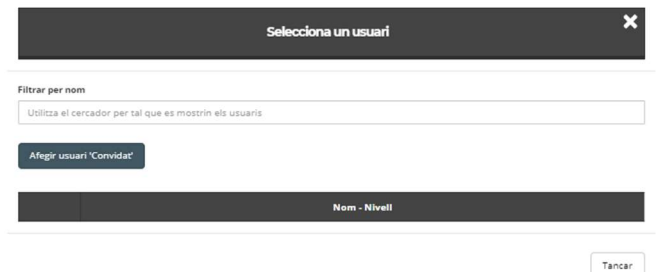 Selecciona un usuari
Filtrar per nom
Utilitza el cercador per tal que es mostrin els usuaris
Afegir usuari 'Convidat'
Nom - Nivell
Tancar